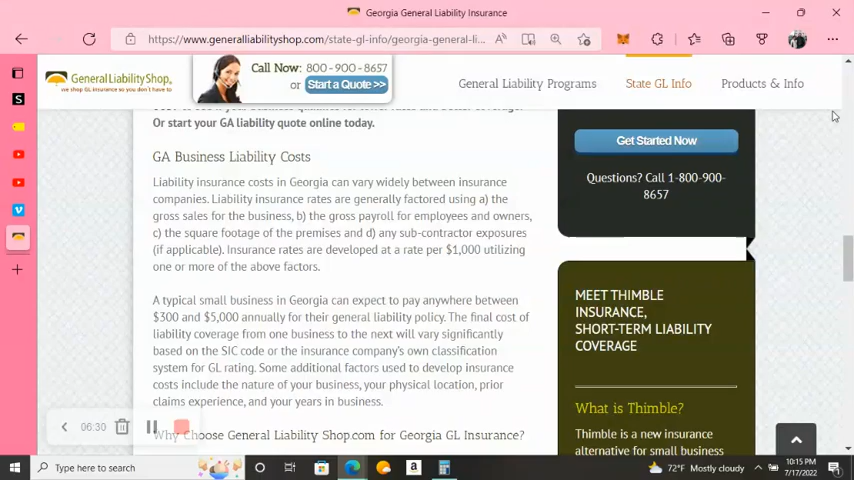 Georgia General Liability Insurance
https://www.generalliabilityshop.com/state-gl-info/georgia-general-li...
GeneralLiabilityShop.
we shop GL insurance so you don't have to
Call Now: 800-900-8657
or Start a Quote >>
General Liability Programs
State GL Info
Products & Info
Or start your GA liability quote online today.
GA Business Liability Costs
Liability insurance costs in Georgia can vary widely between insurance
companies. Liability insurance rates are generally factored using a) the
gross sales for the business, b) the gross payroll for employees and owners,
c) the square footage of the premises and d) any sub-contractor exposures
(if applicable). Insurance rates are developed at a rate per $1,000 utilizing
one or more of the above factors.
A typical small business in Georgia can expect to pay anywhere between
$300 and $5,000 annually for their general liability policy. The final cost of
liability coverage from one business to the next will vary significantly
based on the SIC code or the insurance company's own classification
system for GL rating. Some additional factors used to develop insurance
costs include the nature of your business, your physical location, prior
claims experience, and your years in business.
Why Choose General Liability Shop.com for Georgia GL Insurance?
Get Started Now
Questions? Call 1-800-900-
8657
MEET THIMBLE
INSURANCE,
SHORT-TERM LIABILITY
COVERAGE
What is Thimble?
Thimble is a new insurance
alternative for small business
06:30
Type here to search
72°F Mostly cloudy
10:15 PM
7/17/2022